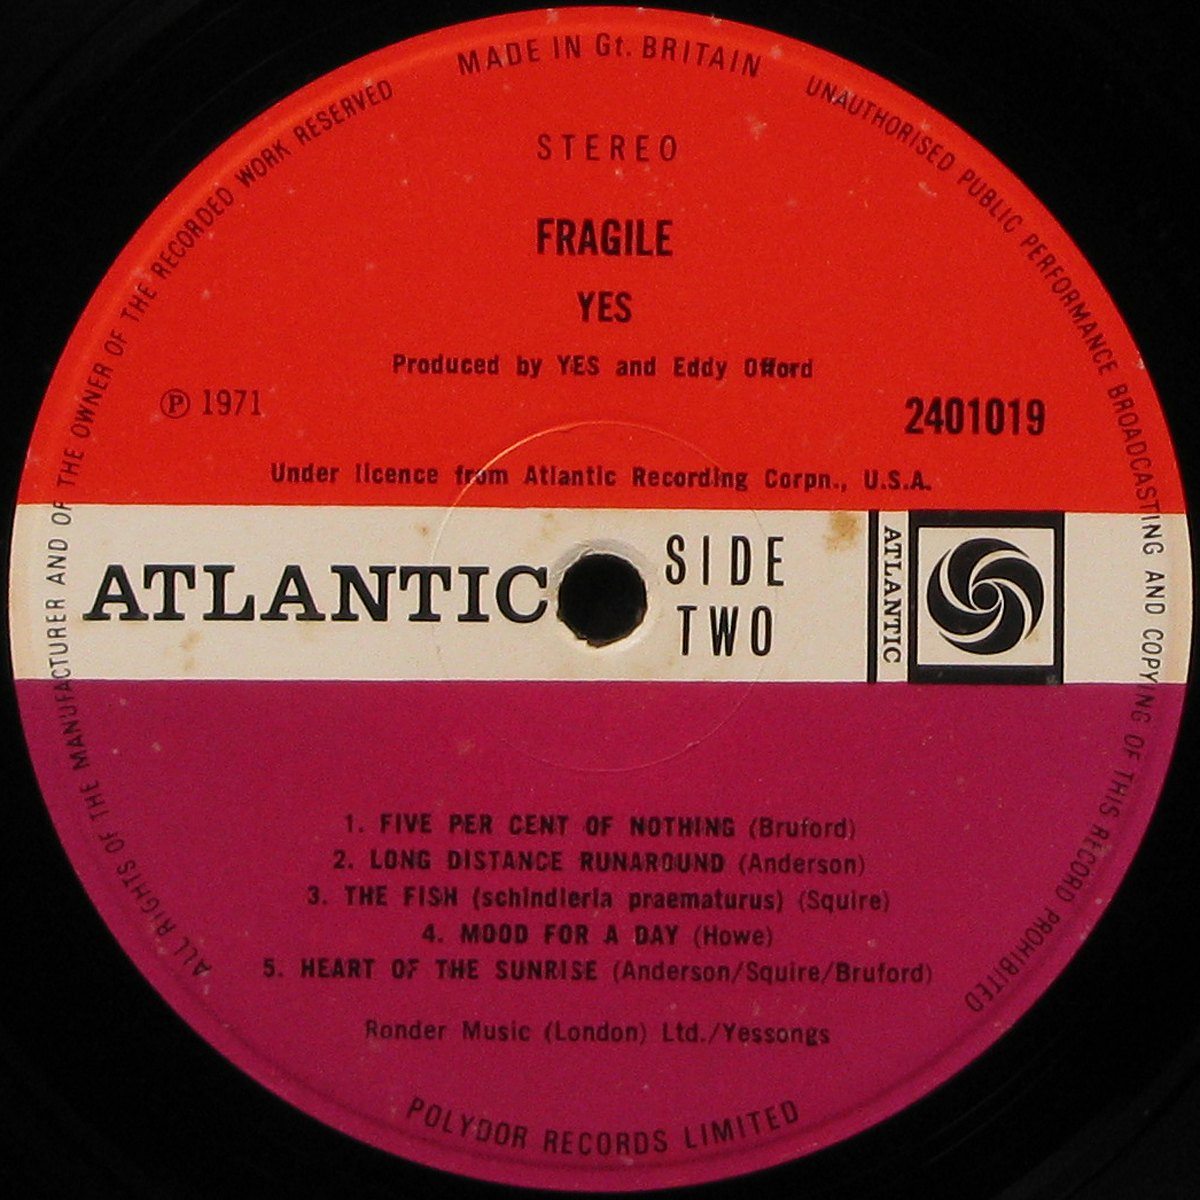 MADE IN Gt. BRITAIN
UNAUTHORISED PUBLIC PERFORMANCE BROADCASTING AND COPYING OF THIS RECORD PROHIBITED
ALL RIGHTS OF THE MANUFACTURER AND OF THE OWNER OF THE RECORDED WORK RESERVED
STEREO
FRAGILE
YES
Produced by YES and Eddy Offord
℗ 1971
2401019
Under licence from Atlantic Recording Corpn., U.S.A.
ATLANTIC
SIDE
TWO
ATLANTIC
1. FIVE PER CENT OF NOTHING (Bruford)
2. LONG DISTANCE RUNAROUND (Anderson)
3. THE FISH (schindleria praematurus) (Squire)
4. MOOD FOR A DAY (Howe)
5. HEART OF THE SUNRISE (Anderson/Squire/Bruford)
Ronder Music (London) Ltd./Yessongs
POLYDOR RECORDS LIMITED